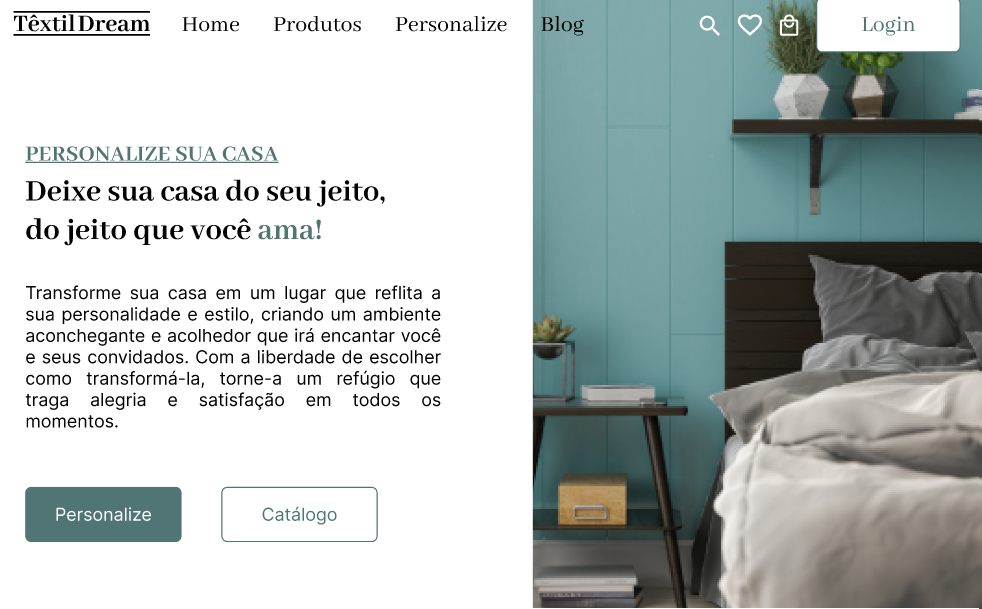 TêxtilDream Home Produtos Personalize Blog Login
PERSONALIZE SUA CASA
Deixe sua casa do seu jeito,
do jeito que você ama!
Transforme sua casa em um lugar que reflita a
sua personalidade e estilo, criando um ambiente
aconchegante e acolhedor que irá encantar você
e seus convidados. Com a liberdade de escolher
como transformá-la, torne-a um refúgio que
traga alegria e satisfação em todos os
momentos.
Personalize Catálogo